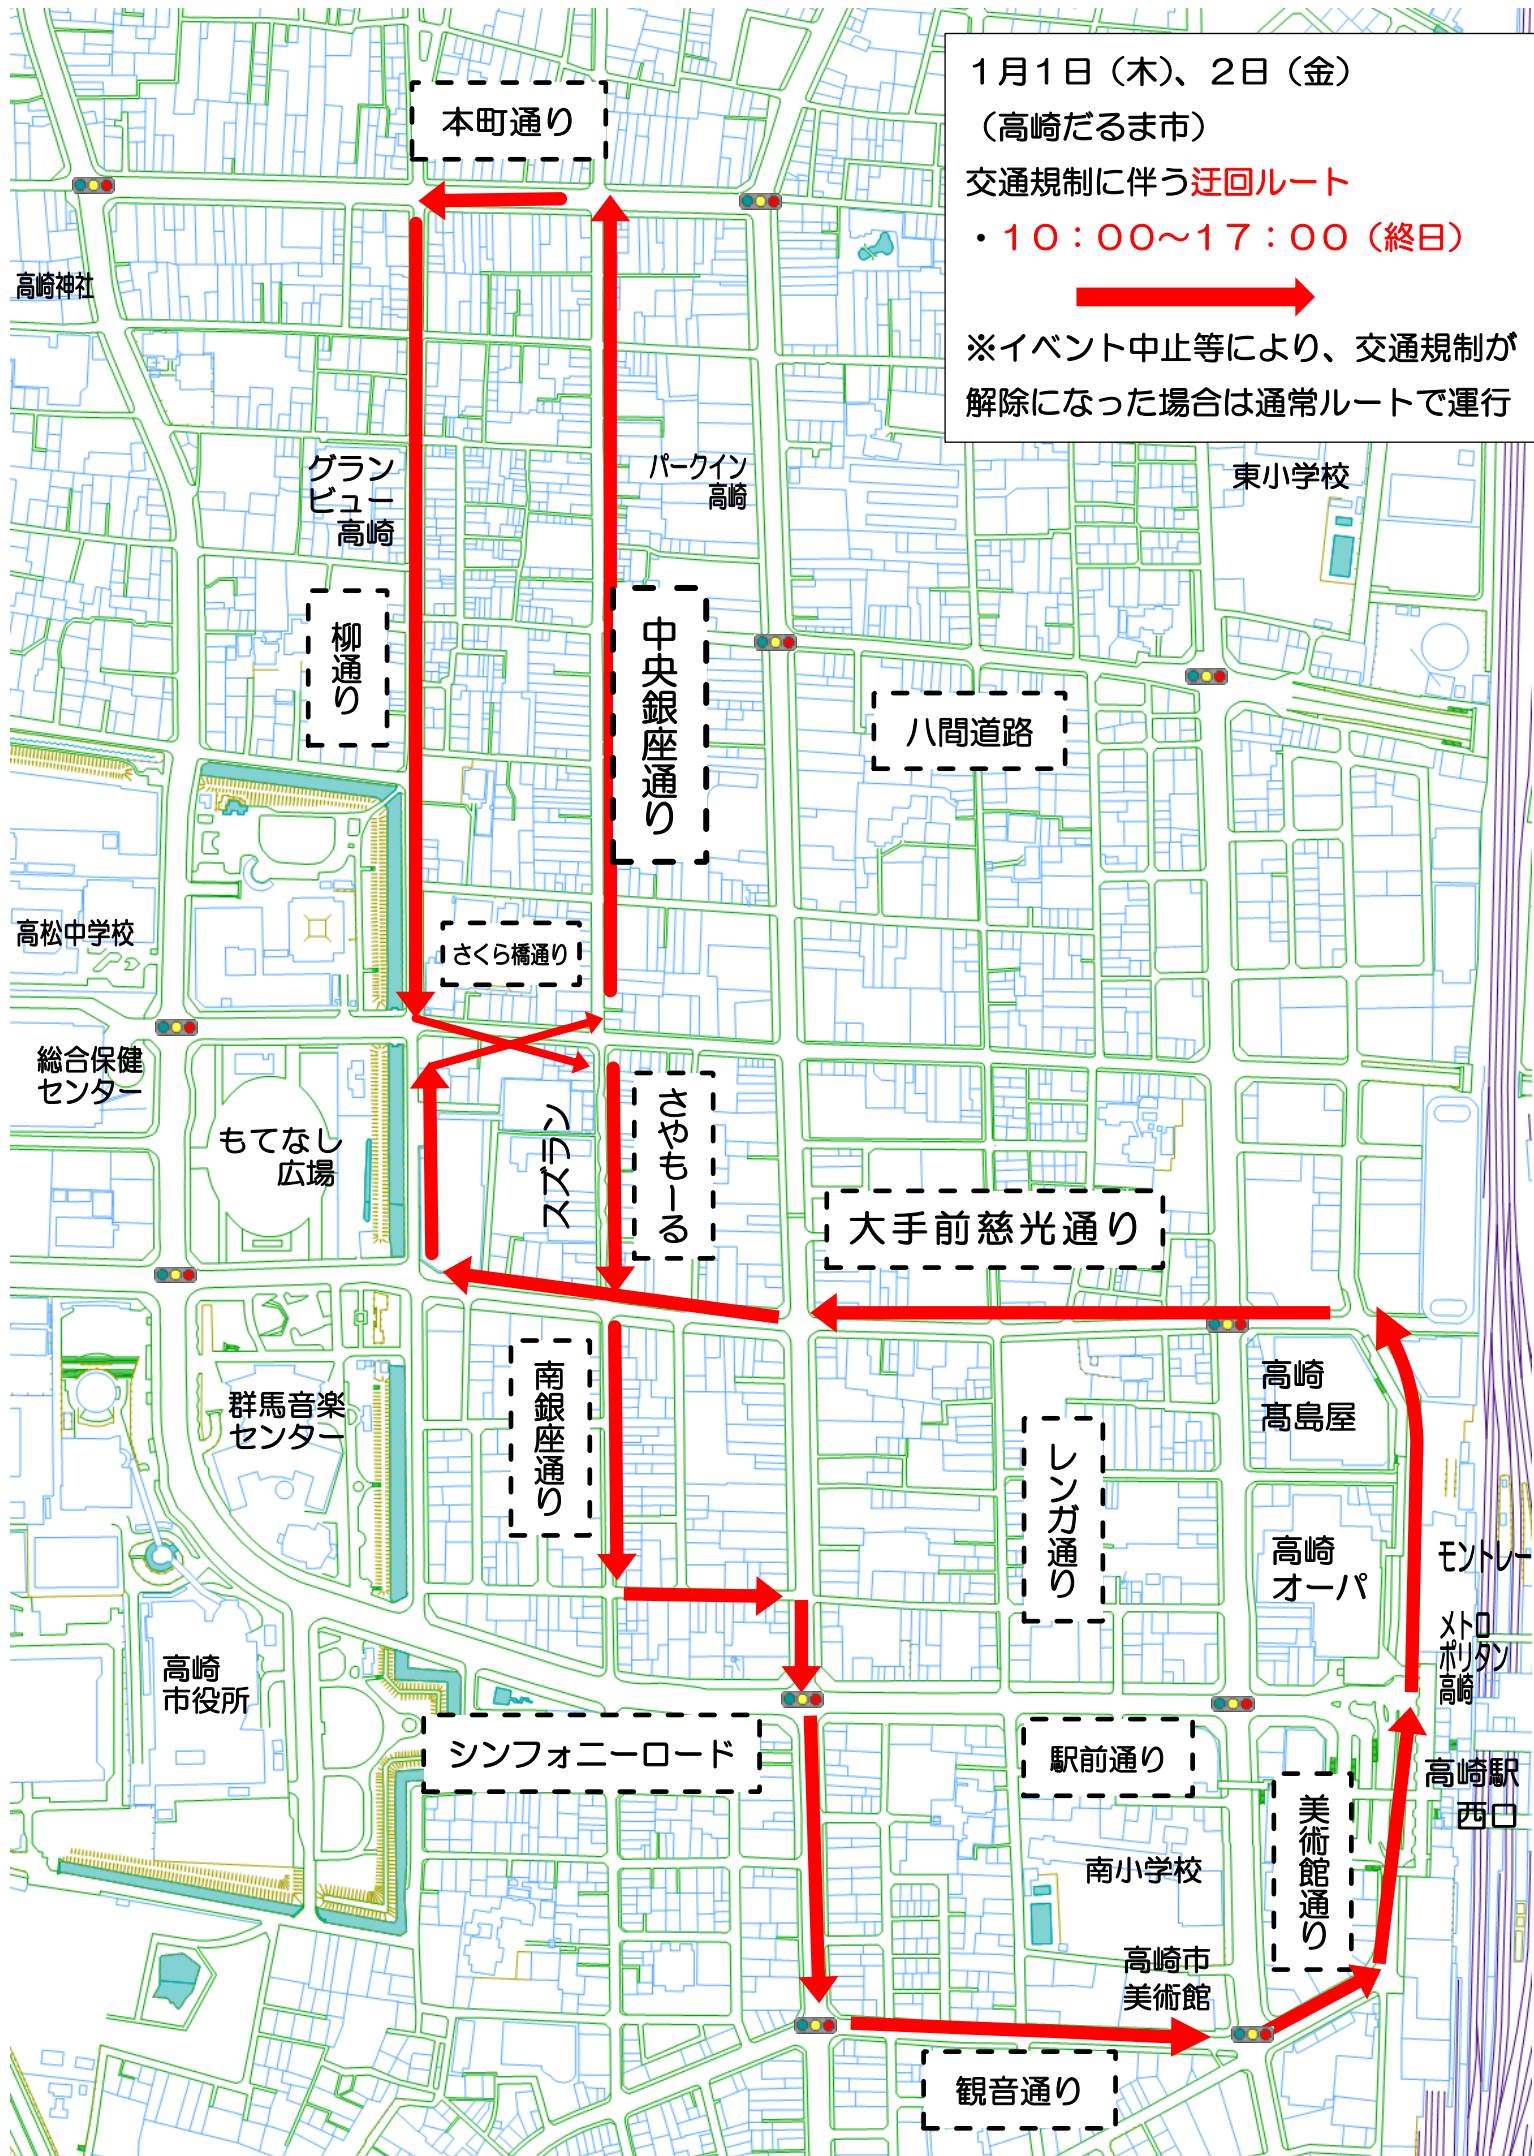 １月１日（木）、２日（金）
（高崎だるま市）
交通規制に伴う迂回ルート
・１０：００～１７：００（終日）
※イベント中止等により、交通規制が
解除になった場合は通常ルートで運行
本町通り
高崎神社
グラン
ビュー
高崎
パークイン
高崎
東小学校
柳通り
中央銀座通り
八間道路
高松中学校
さくら橋通り
総合保健
センター
もてなし
広場
スズラン
さやもーる
大手前慈光通り
群馬音楽
センター
南銀座通り
レンガ通り
高崎
髙島屋
高崎
オーパ
モントレー
メトロ
ポリタン
高崎
高崎
市役所
シンフォニーロード
駅前通り
高崎駅
西口
美術館通り
南小学校
高崎市
美術館
観音通り